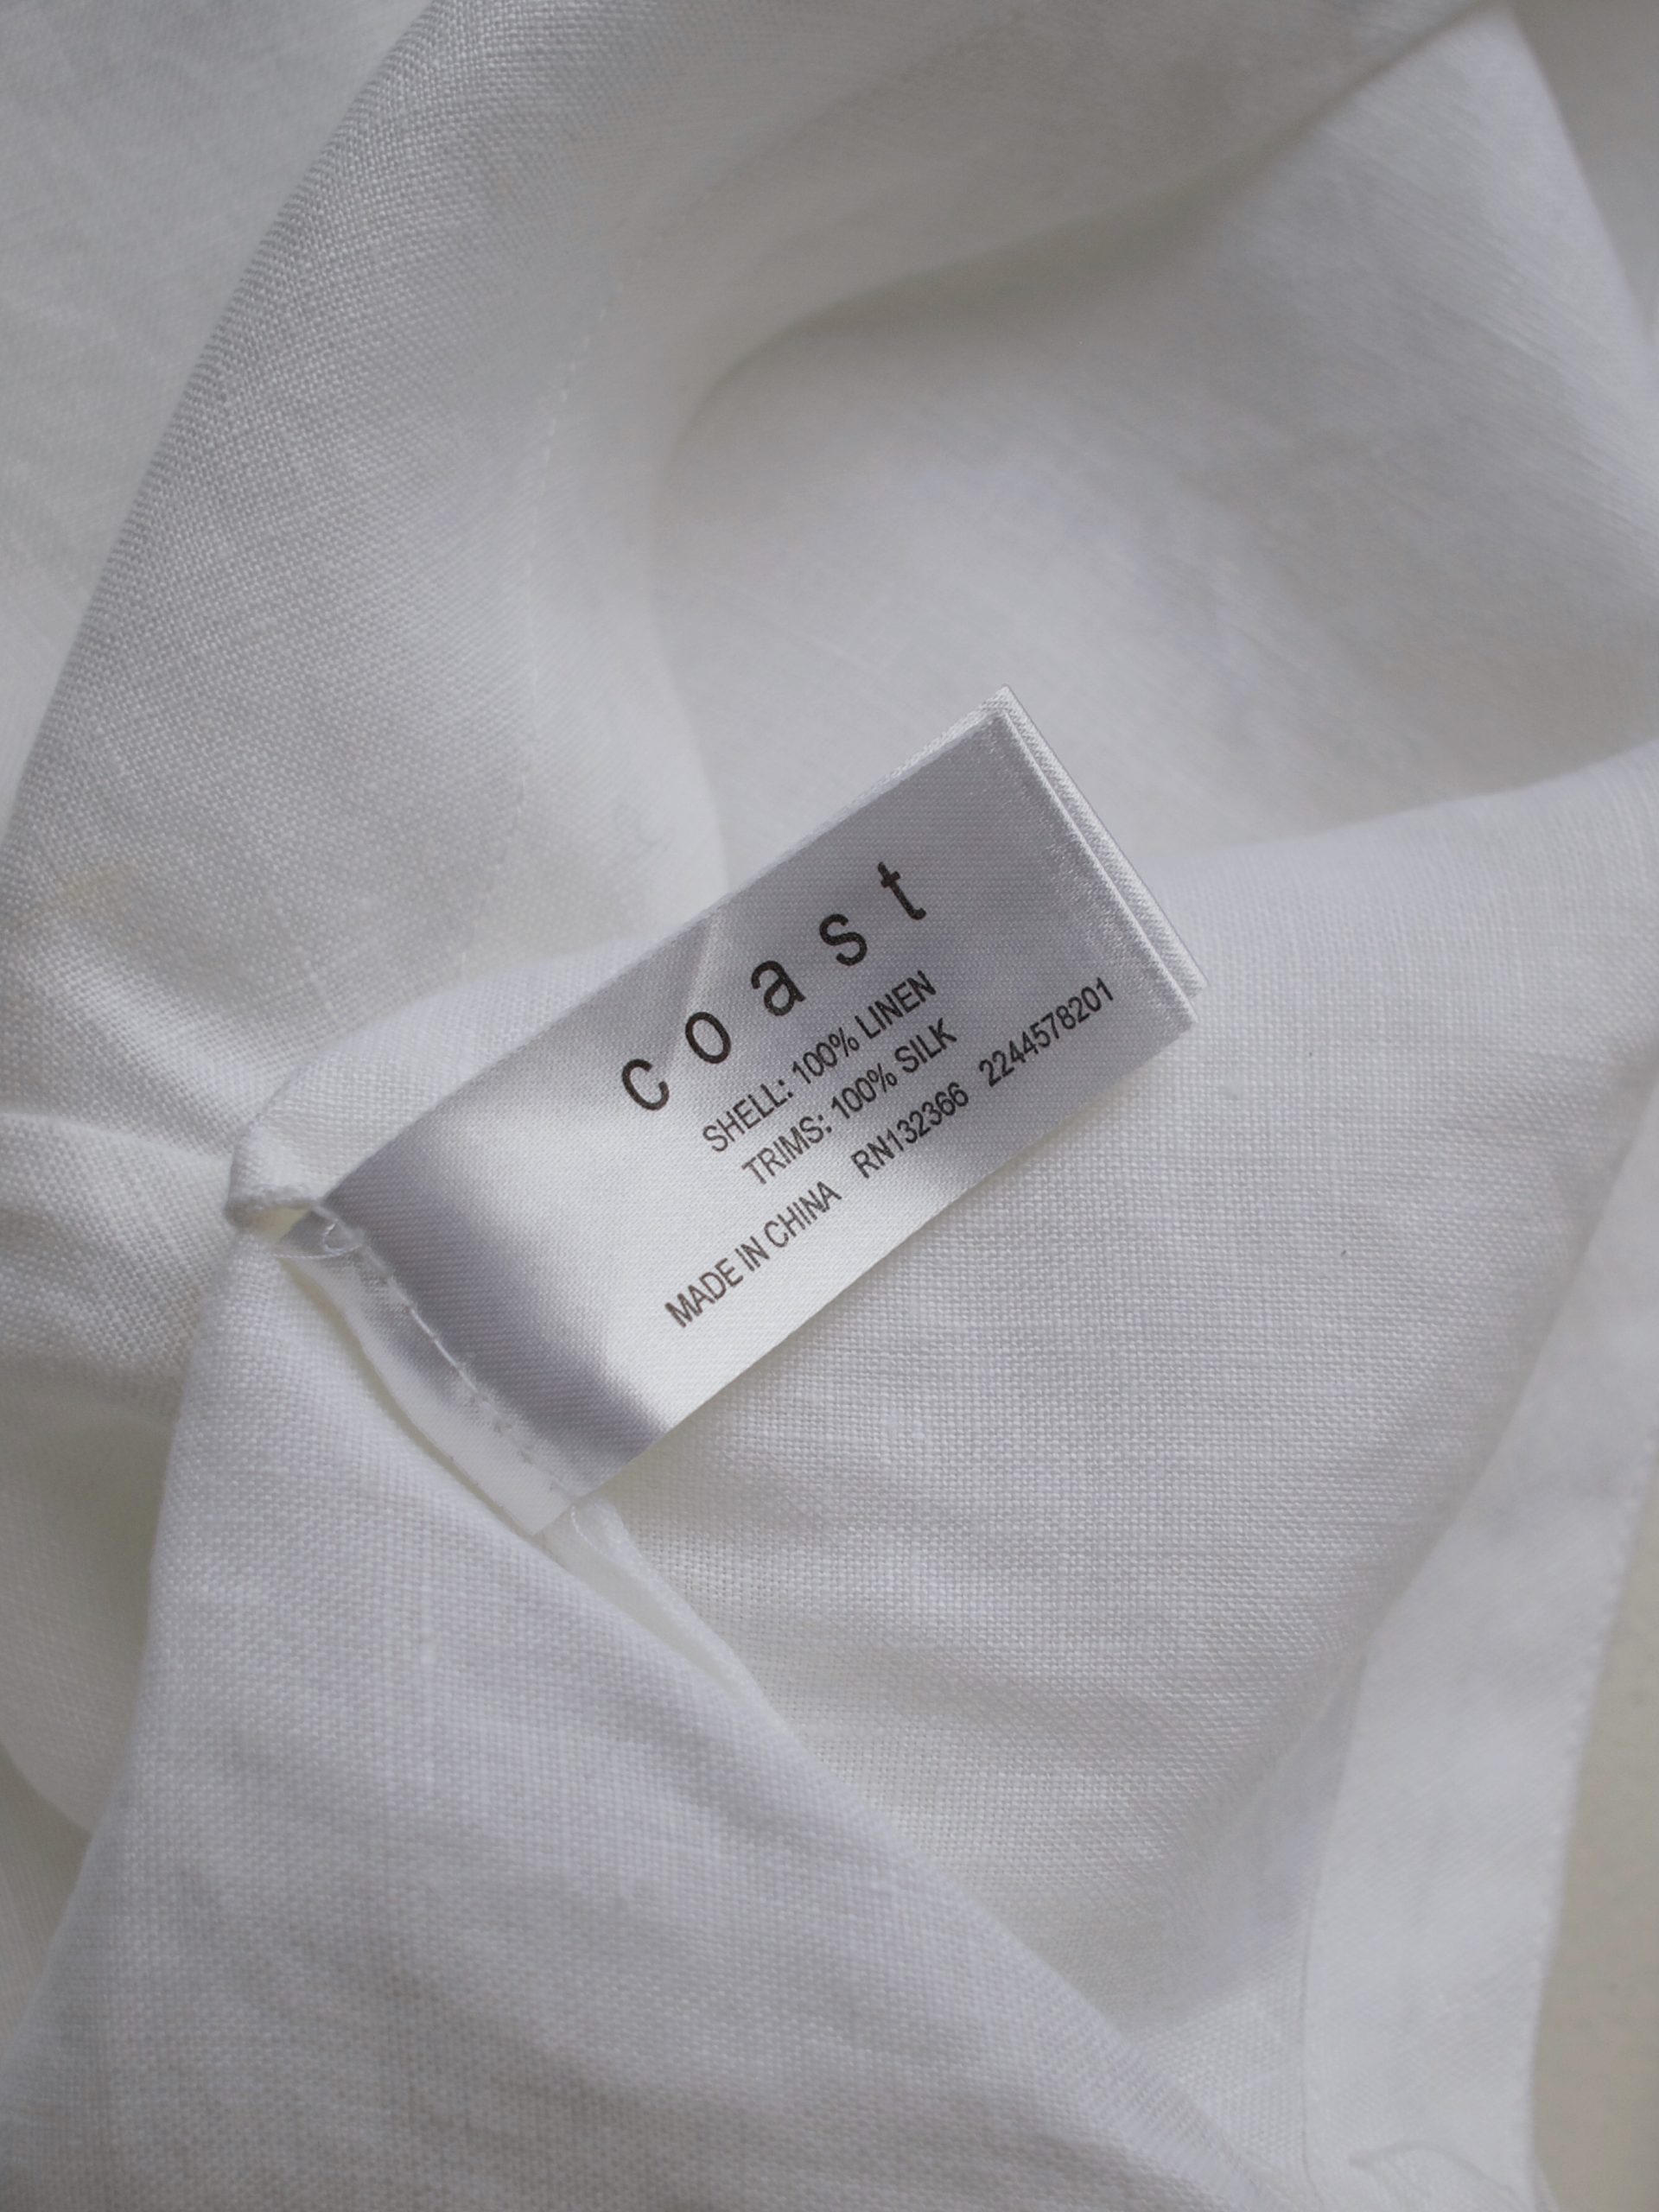 coast
SHELL: 100% LINEN
TRIMS: 100% SILK
MADE IN CHINA RN132366 2244578201